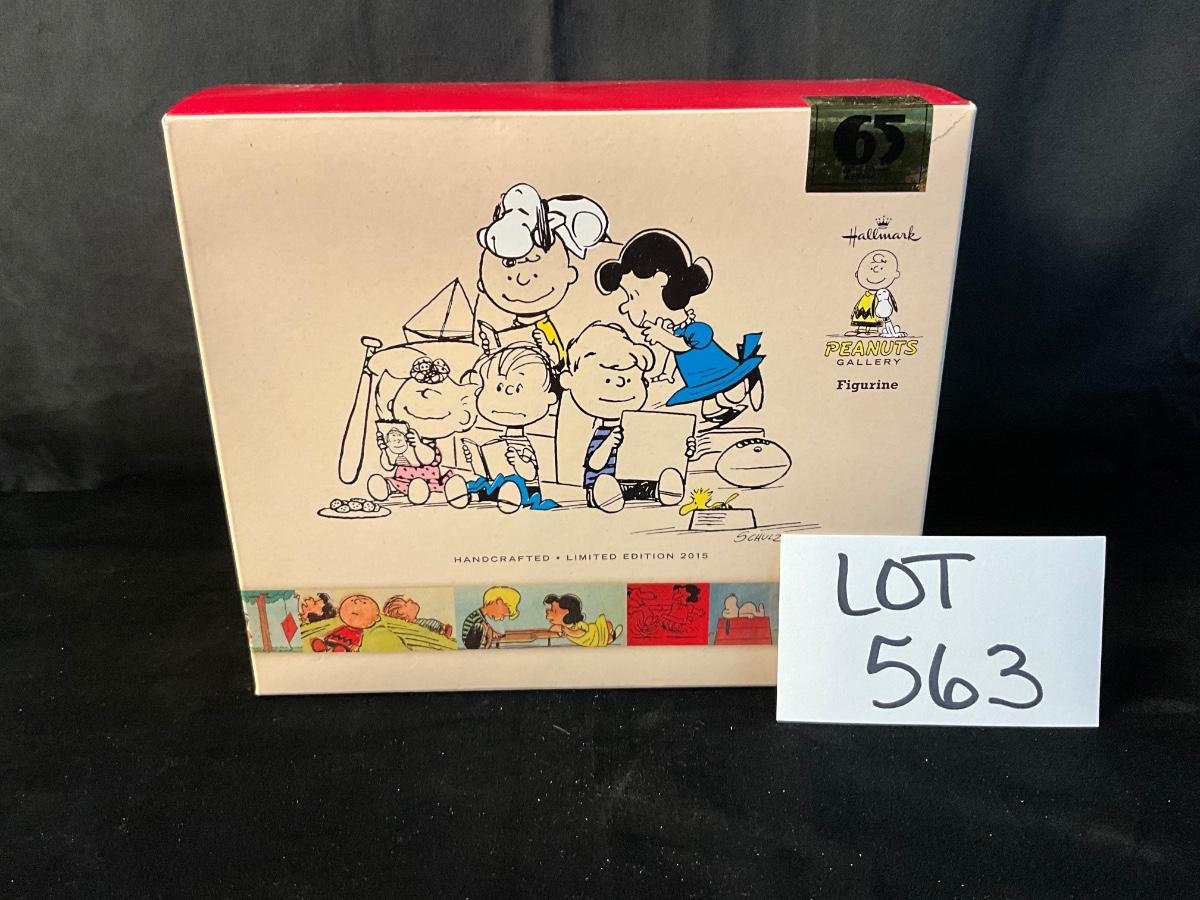 65
Hallmark
PEANUTS
GALLERY
Figurine
SCHULZ
HANDCRAFTED • LIMITED EDITION 2015
LOT
563